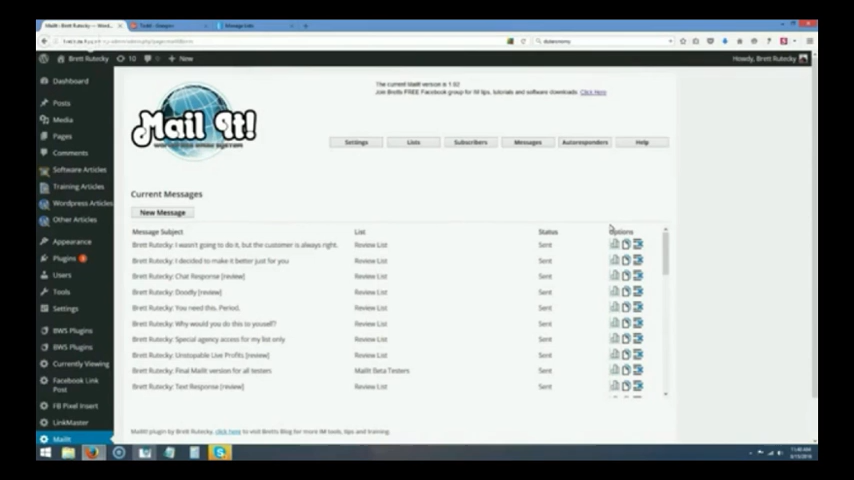 Mailit ‹ Brett Rutecky — Word...
Message Lists
Brett Rutecky
10
New
Howdy, Brett Rutecky
Dashboard
Posts
Media
Pages
Comments
Software Articles
Training Articles
Wordpress Articles
Other Articles
Appearance
Plugins
Users
Tools
Settings
BWS Plugins
BWS Plugins
Currently Viewing
Facebook Link
Post
FB Pixel Insert
LinkMaster
MailIt
Mail It!
The current MailIt version is 1.02
Join Bretts FREE Facebook group for IM tips, tutorials and software downloads. Click Here
Settings Lists Subscribers Messages Autoresponders Help
Current Messages
New Message
Message Subject List Status Options
Brett Rutecky: I wasn't going to do it, but the customer is always right. Review List Sent
Brett Rutecky: I decided to make it better just for you Review List Sent
Brett Rutecky: Chat Response [review] Review List Sent
Brett Rutecky: Doodly [review] Review List Sent
Brett Rutecky: You need this. Period. Review List Sent
Brett Rutecky: Why would you do this to youself? Review List Sent
Brett Rutecky: Special agency access for my list only Review List Sent
Brett Rutecky: Unstopable Live Profits [review] Review List Sent
Brett Rutecky: Final MailIt version for all testers MailIt Beta Testers Sent
Brett Rutecky: Text Response [review] Review List Sent
MailIt plugin by Brett Rutecky, click here to visit Bretts Blog for more IM tools, tips and training.